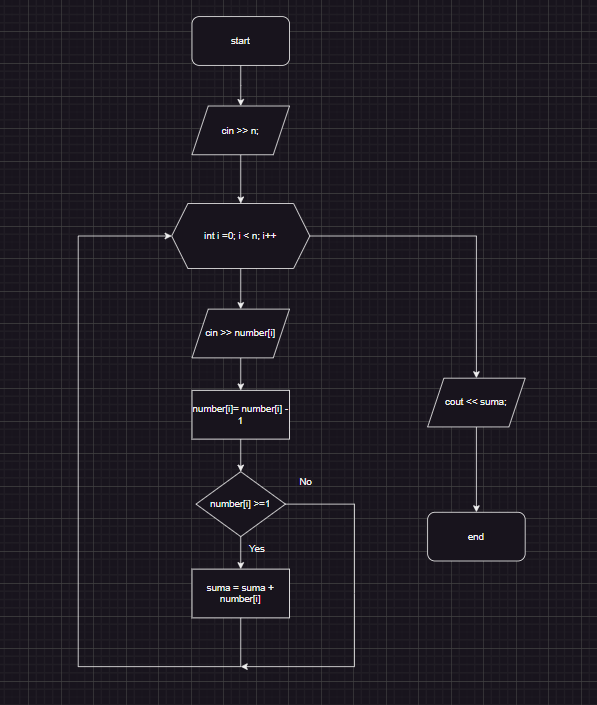 start
cin >> n;
int i =0; i < n; i++
cin >> number[i]
number[i]= number[i] -
1
number[i] >=1
No
Yes
suma = suma +
number[i]
cout << suma;
end